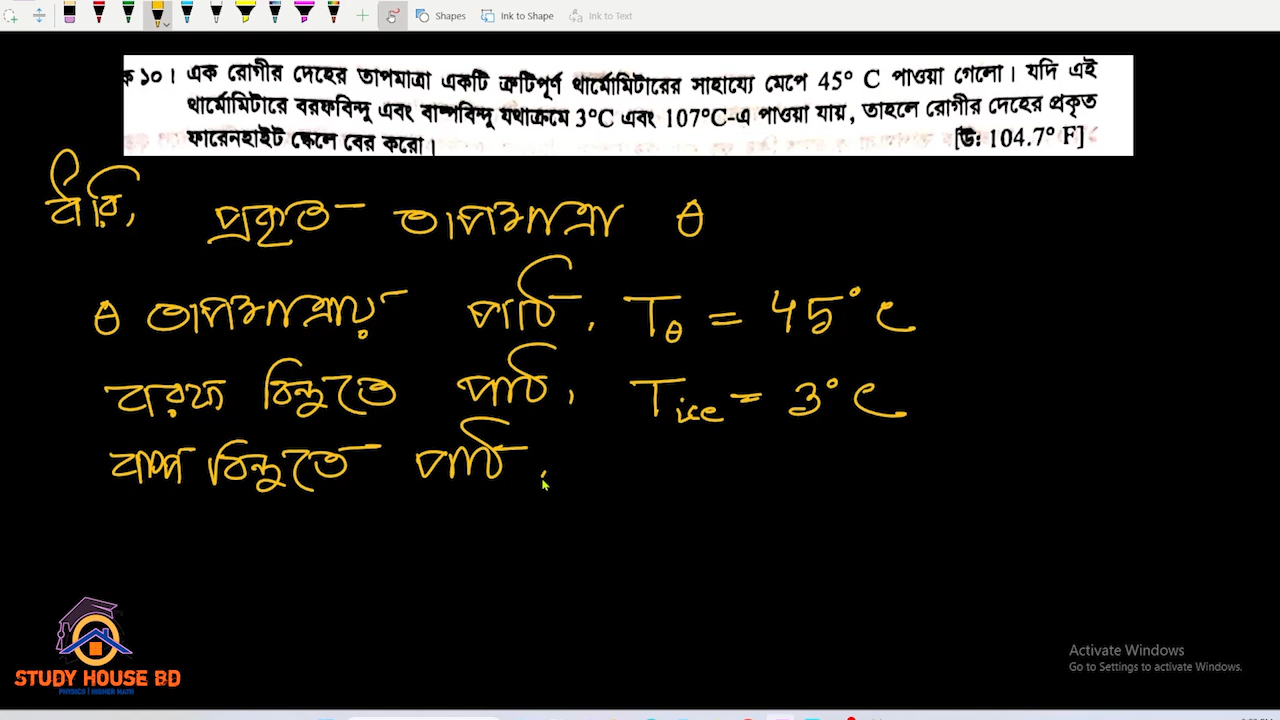 Shapes Ink to Shape Ink to Text
ক ১০। এক রোগীর দেহের তাপমাত্রা একটি ত্রুটিপূর্ণ থার্মোমিটারের সাহায্যে মেপে 45° C পাওয়া গেলো। যদি এই
থার্মোমিটারে বরফবিন্দু এবং বাষ্পবিন্দু যথাক্রমে 3°C এবং 107°C-এ পাওয়া যায়, তাহলে রোগীর দেহের প্রকৃত
ফারেনহাইট স্কেলে বের করো। [উ: 104.7° F]
ধরি, প্রকৃত তাপমাত্রা θ
θ তাপমাত্রায় পাঠ, Tθ = 45°C
বরফ বিন্দুতে পাঠ, Tice = 3°C
বাষ্প বিন্দুতে পাঠ,
STUDY HOUSE BD
PHYSICS | HIGHER MATH
Activate Windows
Go to Settings to activate Windows.